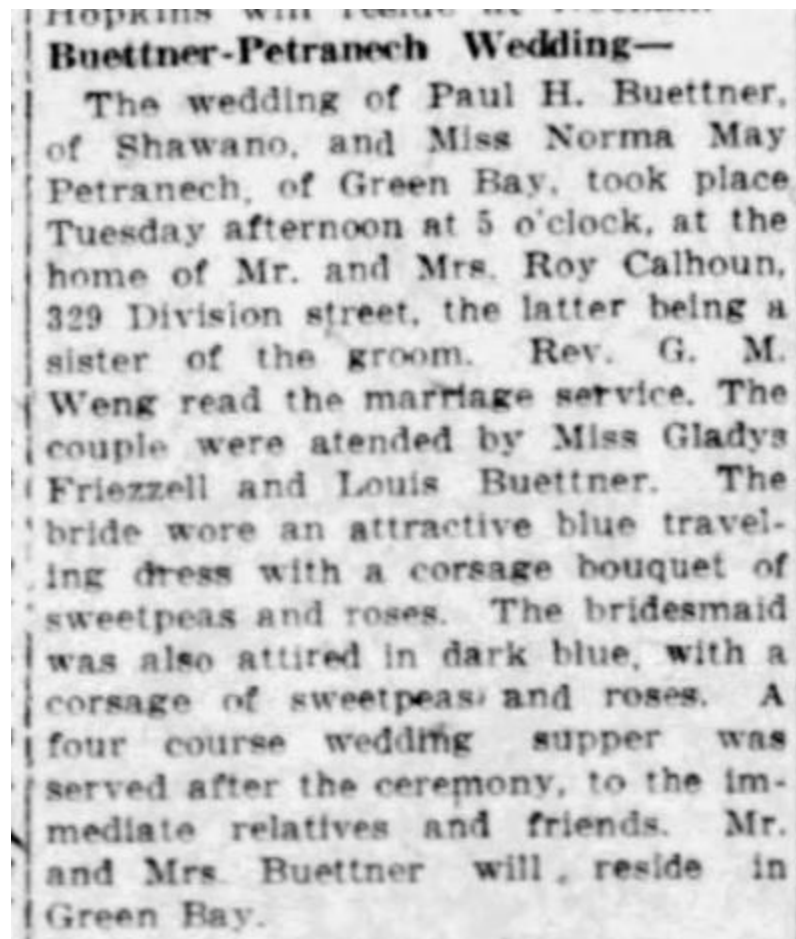 Hopkins will reside at
Buettner-Petranech Wedding—
The wedding of Paul H. Buettner,
of Shawano, and Miss Norma May
Petranech, of Green Bay, took place
Tuesday afternoon at 5 o'clock, at the
home of Mr. and Mrs. Roy Calhoun,
329 Division street, the latter being a
sister of the groom. Rev. G. M.
Weng read the marriage service. The
couple were atended by Miss Gladys
Friezzell and Louis Buettner. The
bride wore an attractive blue travel-
ing dress with a corsage bouquet of
sweetpeas and roses. The bridesmaid
was also attired in dark blue, with a
corsage of sweetpeas and roses. A
four course wedding supper was
served after the ceremony, to the im-
mediate relatives and friends. Mr.
and Mrs. Buettner will reside in
Green Bay.